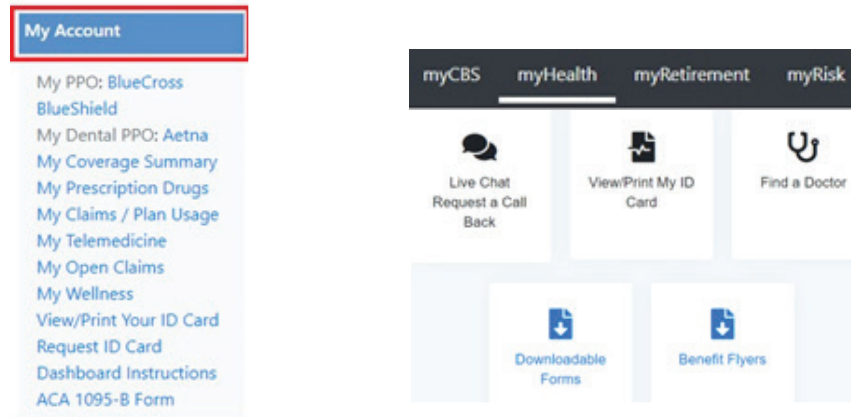 My Account
My PPO: BlueCross
BlueShield
My Dental PPO: Aetna
My Coverage Summary
My Prescription Drugs
My Claims / Plan Usage
My Telemedicine
My Open Claims
My Wellness
View/Print Your ID Card
Request ID Card
Dashboard Instructions
ACA 1095-B Form
myCBS myHealth myRetirement myRisk
Live Chat
Request a Call
Back
View/Print My ID
Card
Find a Doctor
Downloadable
Forms
Benefit Flyers